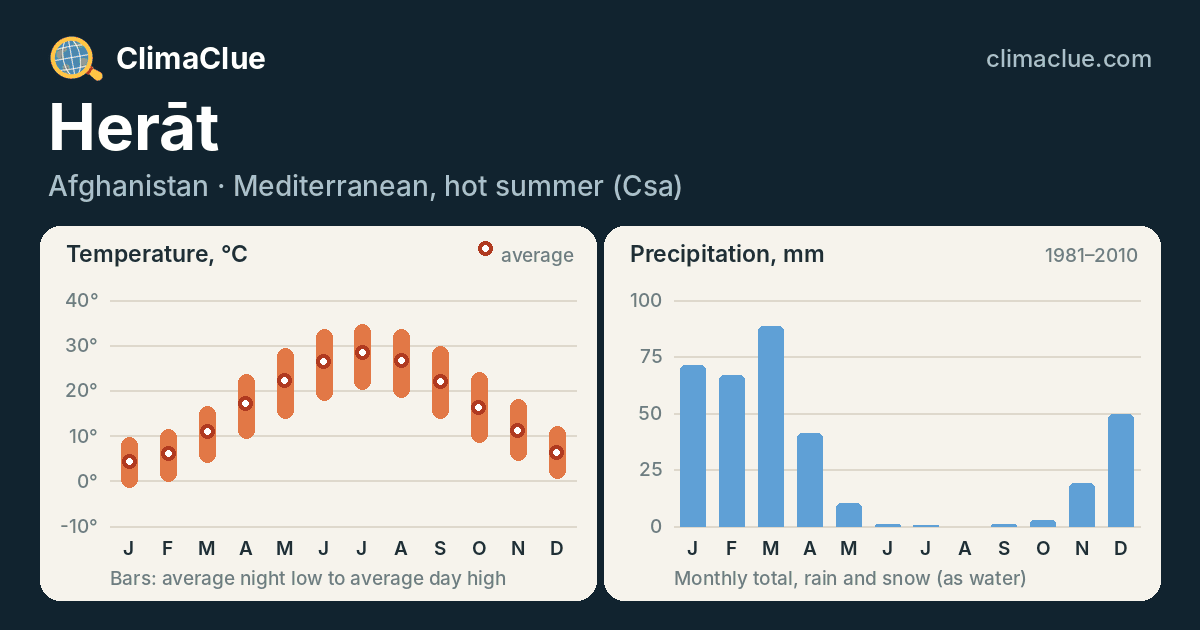 ClimaClue
climaclue.com
Herāt
Afghanistan · Mediterranean, hot summer (Csa)
Temperature, °C
average
40°
30°
20°
10°
0°
-10°
J F M A M J J A S O N D
Bars: average night low to average day high
Precipitation, mm
1981–2010
100
75
50
25
0
J F M A M J J A S O N D
Monthly total, rain and snow (as water)